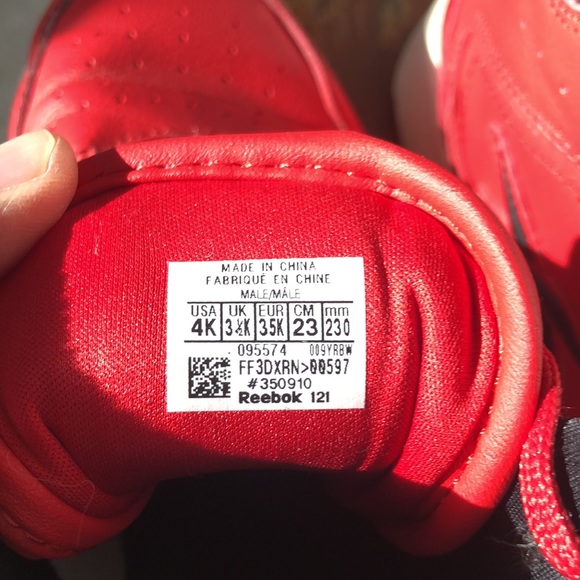 MADE IN CHINA
FABRIQUÉ EN CHINE
MALE/MÂLE
USA UK EUR CM mm
4K 3½K 35K 23 230
095574 009YRBW
FF3DXRN>00597
#350910
Reebok 121